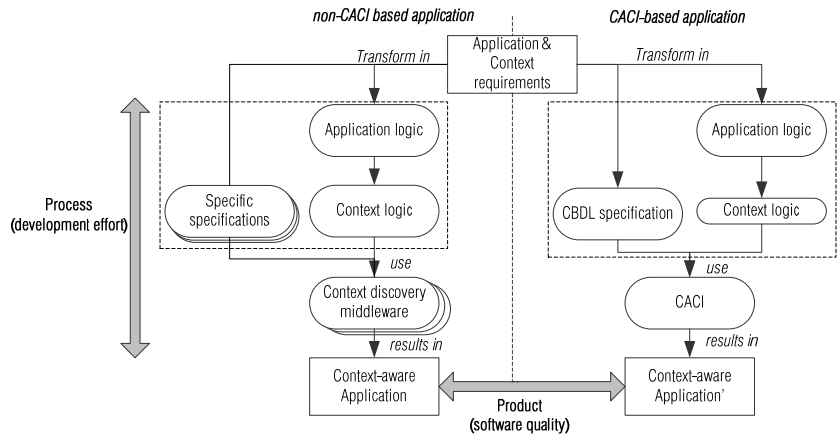 non-CACI based application
CACI-based application
Application &
Context
requirements
Transform in
Transform in
Application logic
Application logic
Process
(development effort)
Specific
specifications
Context logic
CBDL specification
Context logic
use
use
Context discovery
middleware
CACI
results in
results in
Context-aware
Application
Context-aware
Application'
Product
(software quality)